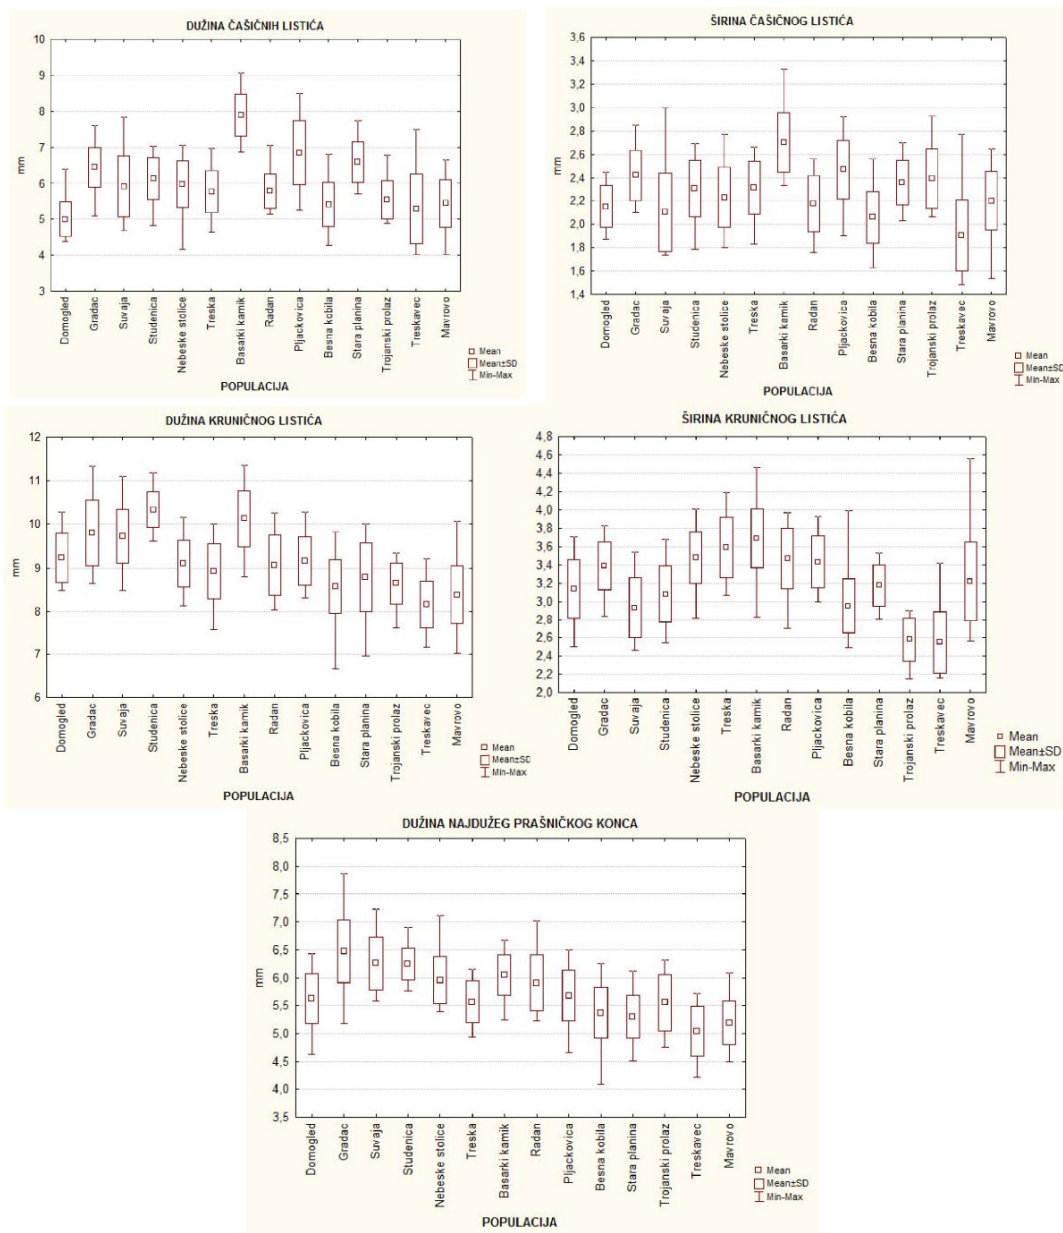 DUŽINA ČAŠIČNIH LISTIĆA
10
9
8
7
6
5
4
3
mm
Domogled
Gradac
Suvaja
Studenica
Nebeske stolice
Treska
Basarki kamik
Radan
Pljackovica
Besna kobila
Stara planina
Trojanski prolaz
Treskavec
Mavrovo
Mean
Mean±SD
Min-Max
POPULACIJA
ŠIRINA ČAŠIČNOG LISTIĆA
3,6
3,4
3,2
3,0
2,8
2,6
2,4
2,2
2,0
1,8
1,6
1,4
Domogled
Gradac
Suvaja
Studenica
Nebeske stolice
Treska
Basarki kamik
Radan
Pljackovica
Besna kobila
Stara planina
Trojanski prolaz
Treskavec
Mavrovo
Mean
Mean±SD
Min-Max
POPULACIJA
DUŽINA KRUNIČNOG LISTIĆA
12
11
10
9
8
7
6
mm
Domogled
Gradac
Suvaja
Studenica
Nebeske stolice
Treska
Basarki kamik
Radan
Pljackovica
Besna kobila
Stara planina
Trojanski prolaz
Treskavec
Mavrovo
Mean
Mean±SD
Min-Max
POPULACIJA
ŠIRINA KRUNIČNOG LISTIĆA
4,8
4,6
4,4
4,2
4,0
3,8
3,6
3,4
3,2
3,0
2,8
2,6
2,4
2,2
2,0
Domogled
Gradac
Suvaja
Studenica
Nebeske stolice
Treska
Basarki kamik
Radan
Pljackovica
Besna kobila
Stara planina
Trojanski prolaz
Treskavec
Mavrovo
Mean
Mean±SD
Min-Max
POPULACIJA
DUŽINA NAJDUŽEG PRAŠNIČKOG KONCA
8,5
8,0
7,5
7,0
6,5
6,0
5,5
5,0
4,5
4,0
3,5
mm
Domogled
Gradac
Suvaja
Studenica
Nebeske stolice
Treska
Basarki kamik
Radan
Pljackovica
Besna kobila
Stara planina
Trojanski prolaz
Treskavec
Mavrovo
Mean
Mean±SD
Min-Max
POPULACIJA